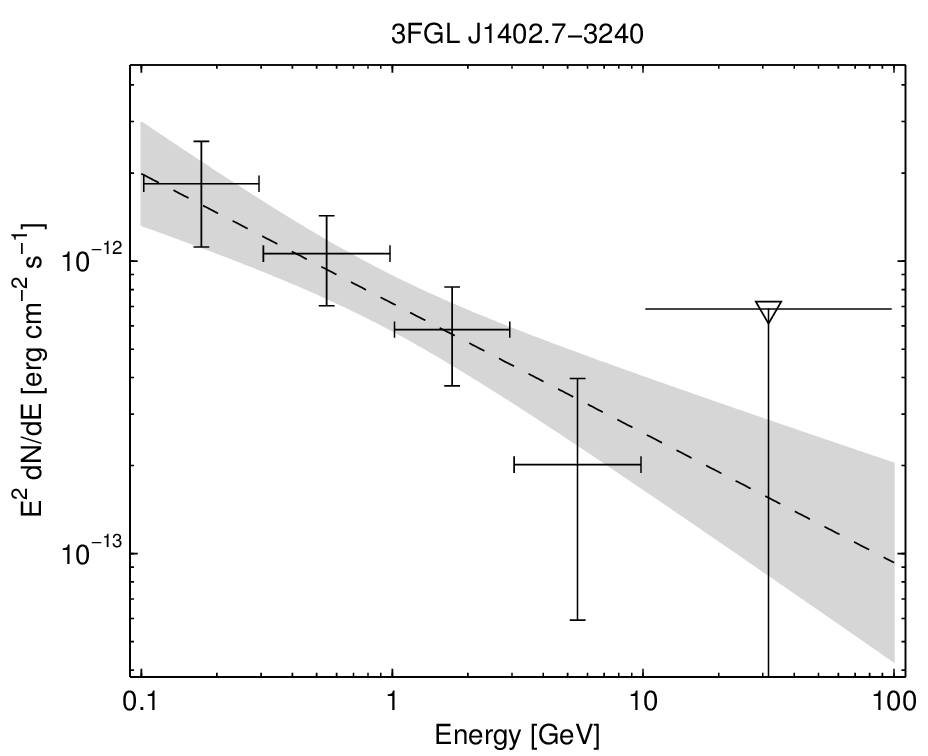 3FGL J1402.7−3240
E² dN/dE [erg cm⁻² s⁻¹]
10⁻¹²
10⁻¹³
0.1 1 10 100
Energy [GeV]